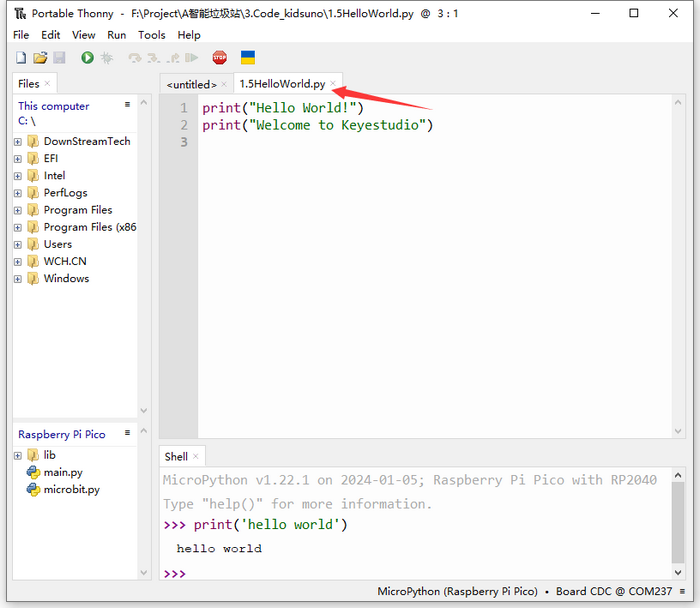 Portable Thonny - F:\Project\A智能垃圾站\3.Code_kidsuno\1.5HelloWorld.py @ 3 : 1
File Edit View Run Tools Help
STOP
Files
<untitled>
1.5HelloWorld.py
This computer
C: \
DownStreamTech
EFI
Intel
PerfLogs
Program Files
Program Files (x86
Users
WCH.CN
Windows
1 print("Hello World!")
2 print("Welcome to Keyestudio")
3
Raspberry Pi Pico
lib
main.py
microbit.py
Shell
MicroPython v1.22.1 on 2024-01-05; Raspberry Pi Pico with RP2040
Type "help()" for more information.
>>> print('hello world')
hello world
>>>
MicroPython (Raspberry Pi Pico) • Board CDC @ COM237